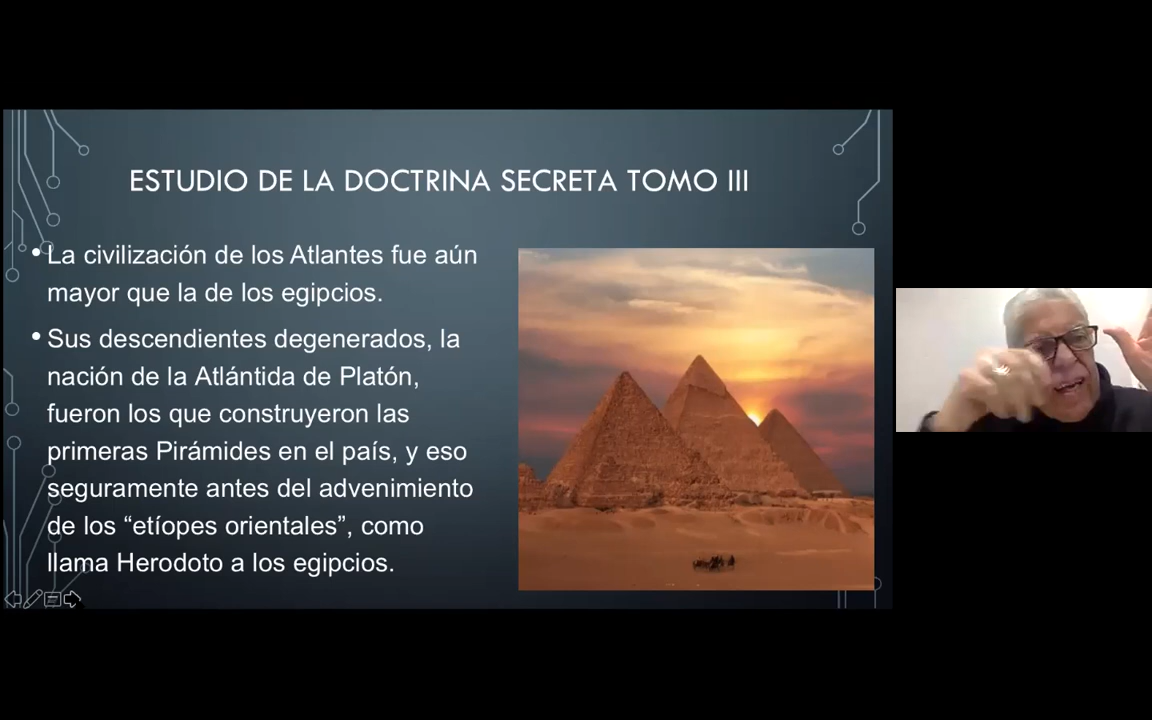 ESTUDIO DE LA DOCTRINA SECRETA TOMO III
• La civilización de los Atlantes fue aún
mayor que la de los egipcios.
• Sus descendientes degenerados, la
nación de la Atlántida de Platón,
fueron los que construyeron las
primeras Pirámides en el país, y eso
seguramente antes del advenimiento
de los “etíopes orientales”, como
llama Herodoto a los egipcios.